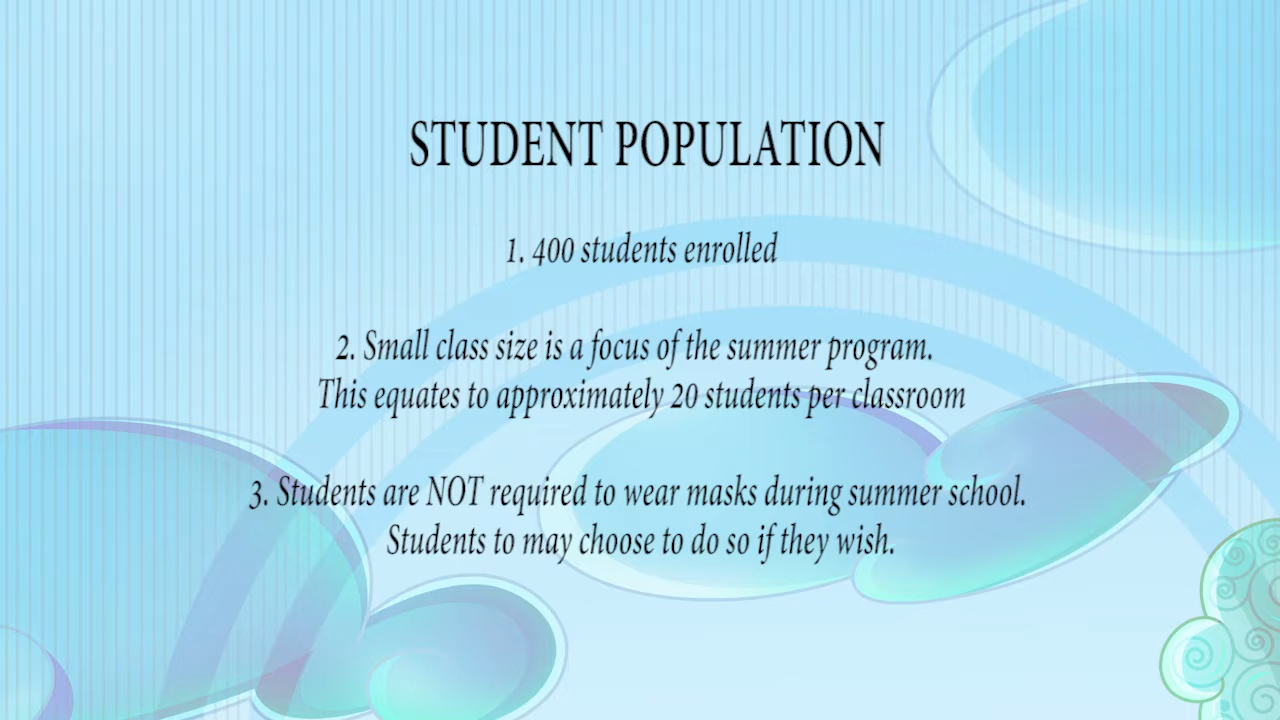 STUDENT POPULATION
1. 400 students enrolled
2. Small class size is a focus of the summer program.
This equates to approximately 20 students per classroom
3. Students are NOT required to wear masks during summer school.
Students to may choose to do so if they wish.